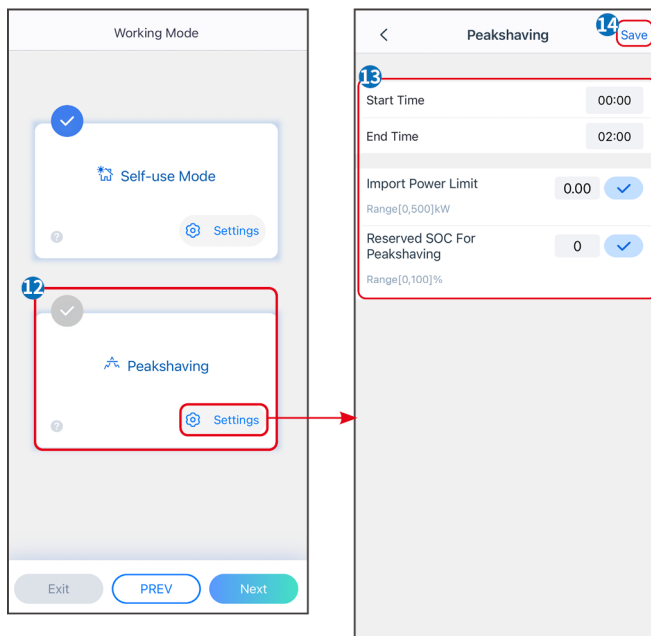 Working Mode
Self-use Mode
?
Settings
12
Peakshaving
?
Settings
Exit
PREV
Next
Peakshaving
14
Save
13
Start Time
00:00
End Time
02:00
Import Power Limit
0.00
Range[0,500]kW
Reserved SOC For
Peakshaving
0
Range[0,100]%